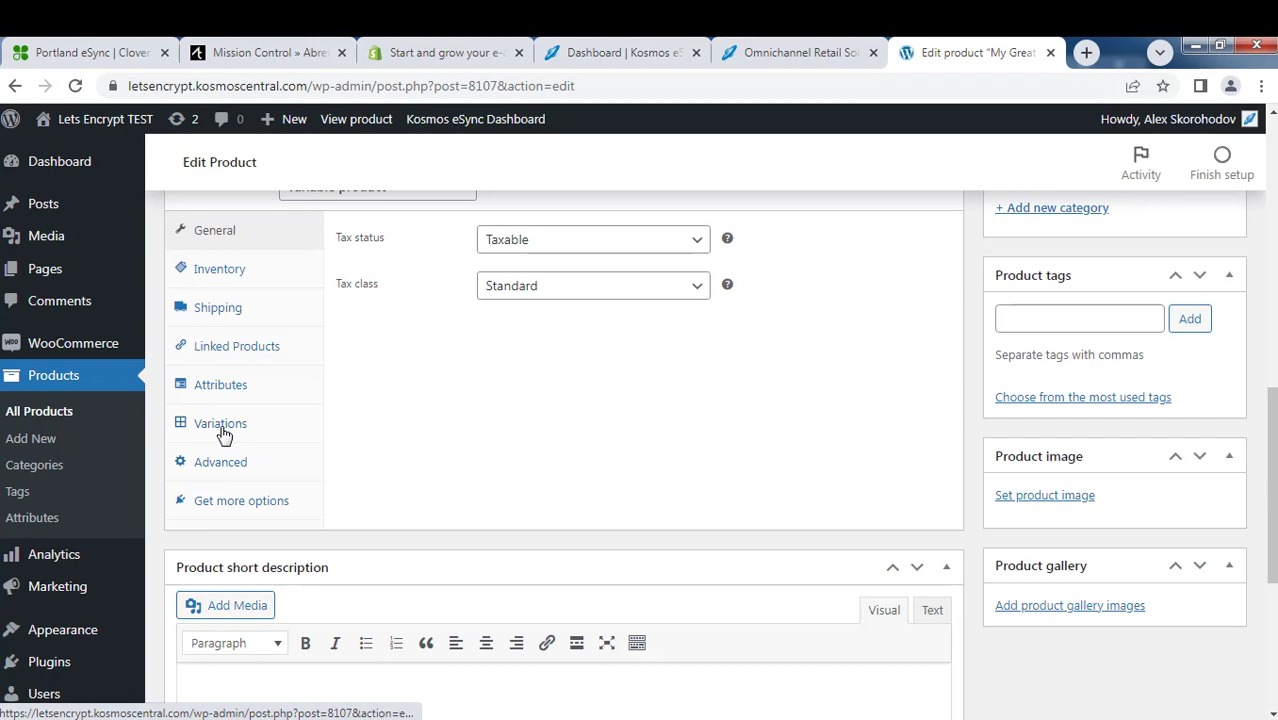 Portland eSync | Clover
Mission Control » Abre
Start and grow your e-
Dashboard | Kosmos eS
Omnichannel Retail So
Edit product “My Great
letsencrypt.kosmoscentral.com/wp-admin/post.php?post=8107&action=edit
Lets Encrypt TEST
2
0
New
View product
Kosmos eSync Dashboard
Howdy, Alex Skorohodov
Dashboard
Posts
Media
Pages
Comments
WooCommerce
Products
All Products
Add New
Categories
Tags
Attributes
Analytics
Marketing
Appearance
Plugins
Users
Edit Product
Activity
Finish setup
Variable product
General
Inventory
Shipping
Linked Products
Attributes
Variations
Advanced
Get more options
Tax status
Taxable
Tax class
Standard
Product short description
Add Media
Visual
Text
Paragraph
+ Add new category
Product tags
Add
Separate tags with commas
Choose from the most used tags
Product image
Set product image
Product gallery
Add product gallery images
https://letsencrypt.kosmoscentral.com/wp-admin/post.php?post=8107&action=e...